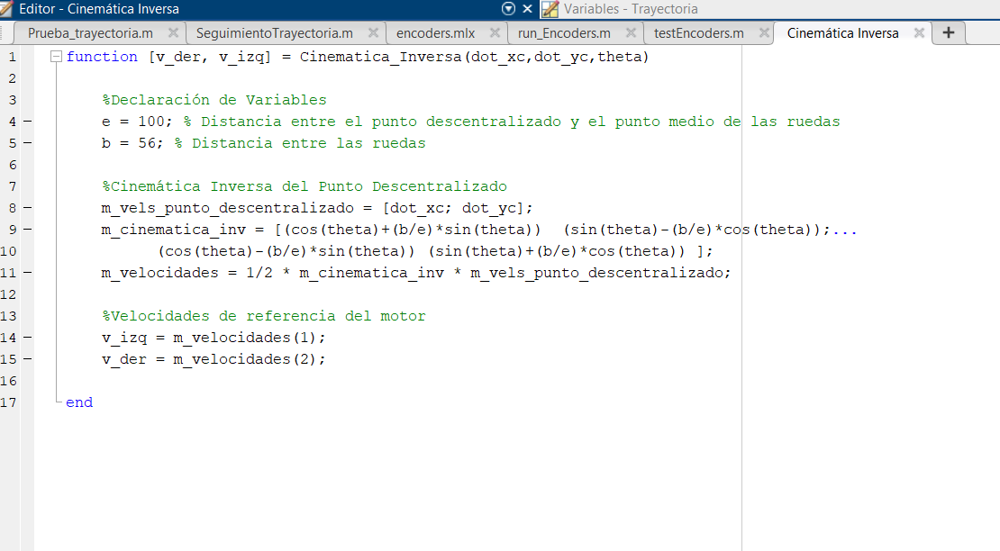 Editor - Cinemática Inversa
Variables - Trayectoria
Prueba_trayectoria.m
SeguimientoTrayectoria.m
encoders.mlx
run_Encoders.m
testEncoders.m
Cinemática Inversa
1 function [v_der, v_izq] = Cinematica_Inversa(dot_xc,dot_yc,theta)
2
3 %Declaración de Variables
4 e = 100; % Distancia entre el punto descentralizado y el punto medio de las ruedas
5 b = 56; % Distancia entre las ruedas
6
7 %Cinemática Inversa del Punto Descentralizado
8 m_vels_punto_descentralizado = [dot_xc; dot_yc];
9 m_cinematica_inv = [(cos(theta)+(b/e)*sin(theta)) (sin(theta)-(b/e)*cos(theta));...
10 (cos(theta)-(b/e)*sin(theta)) (sin(theta)+(b/e)*cos(theta)) ];
11 m_velocidades = 1/2 * m_cinematica_inv * m_vels_punto_descentralizado;
12
13 %Velocidades de referencia del motor
14 v_izq = m_velocidades(1);
15 v_der = m_velocidades(2);
16
17 end